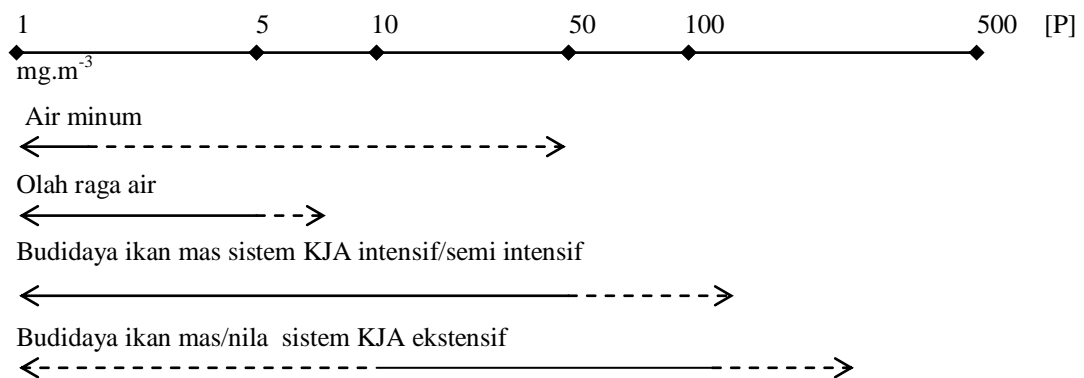 1 5 10 50 100 500 [P]
mg.m-3
Air minum
Olah raga air
Budidaya ikan mas sistem KJA intensif/semi intensif
Budidaya ikan mas/nila sistem KJA ekstensif